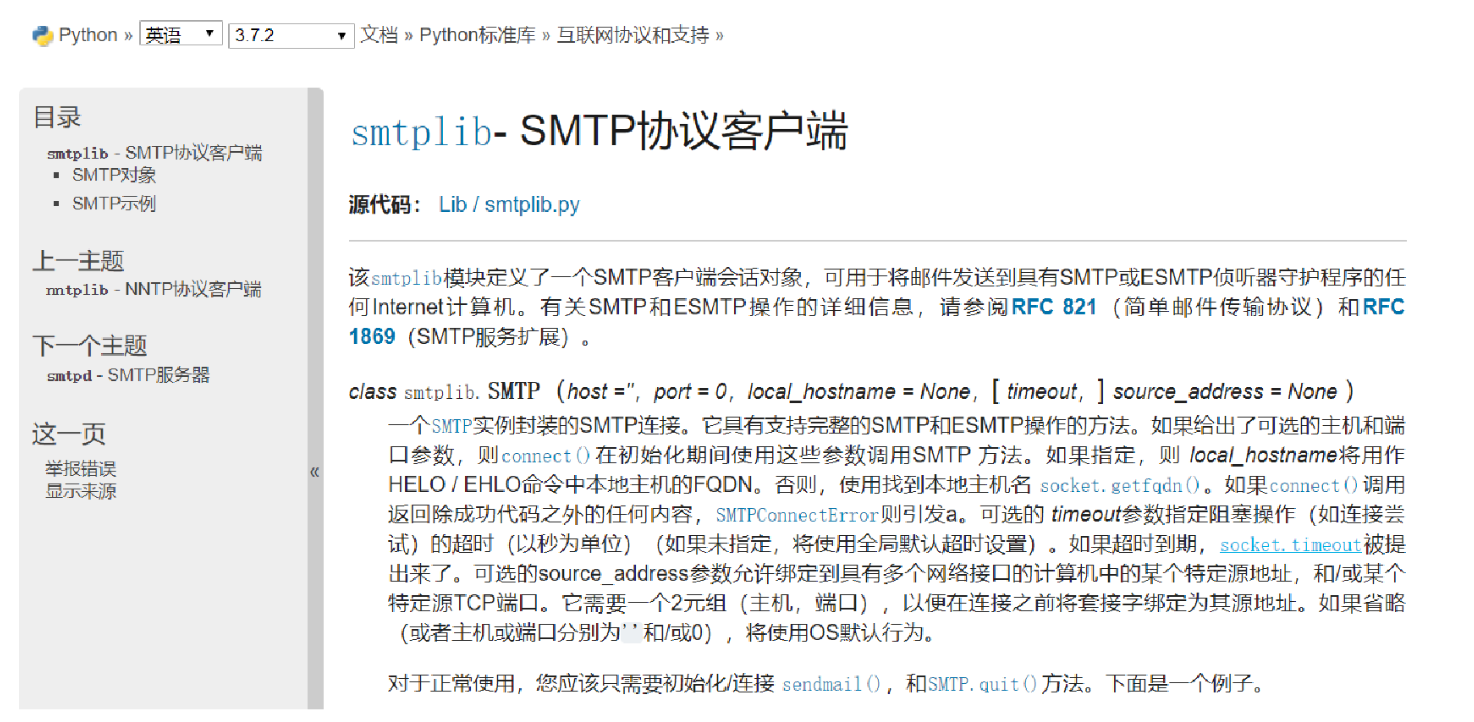 Python » 英语 3.7.2 文档 » Python标准库 » 互联网协议和支持 »
目录
smtplib - SMTP协议客户端
▪ SMTP对象
▪ SMTP示例
上一主题
nntplib - NNTP协议客户端
下一个主题
smtpd - SMTP服务器
这一页
举报错误
显示来源
«
smtplib- SMTP协议客户端
源代码： Lib / smtplib.py
该smtplib模块定义了一个SMTP客户端会话对象，可用于将邮件发送到具有SMTP或ESMTP侦听器守护程序的任
何Internet计算机。有关SMTP和ESMTP操作的详细信息，请参阅RFC 821（简单邮件传输协议）和RFC
1869（SMTP服务扩展）。
class smtplib. SMTP（host =''，port = 0，local_hostname = None，[ timeout，] source_address = None ）
一个SMTP实例封装的SMTP连接。它具有支持完整的SMTP和ESMTP操作的方法。如果给出了可选的主机和端
口参数，则connect()在初始化期间使用这些参数调用SMTP 方法。如果指定，则 local_hostname将用作
HELO / EHLO命令中本地主机的FQDN。否则，使用找到本地主机名 socket.getfqdn()。如果connect()调用
返回除成功代码之外的任何内容，SMTPConnectError则引发a。可选的 timeout参数指定阻塞操作（如连接尝
试）的超时（以秒为单位）（如果未指定，将使用全局默认超时设置）。如果超时到期，socket.timeout被提
出来了。可选的source_address参数允许绑定到具有多个网络接口的计算机中的某个特定源地址，和/或某个
特定源TCP端口。它需要一个2元组（主机，端口），以便在连接之前将套接字绑定为其源地址。如果省略
（或者主机或端口分别为''和/或0），将使用OS默认行为。
对于正常使用，您应该只需要初始化/连接 sendmail()，和SMTP.quit()方法。下面是一个例子。